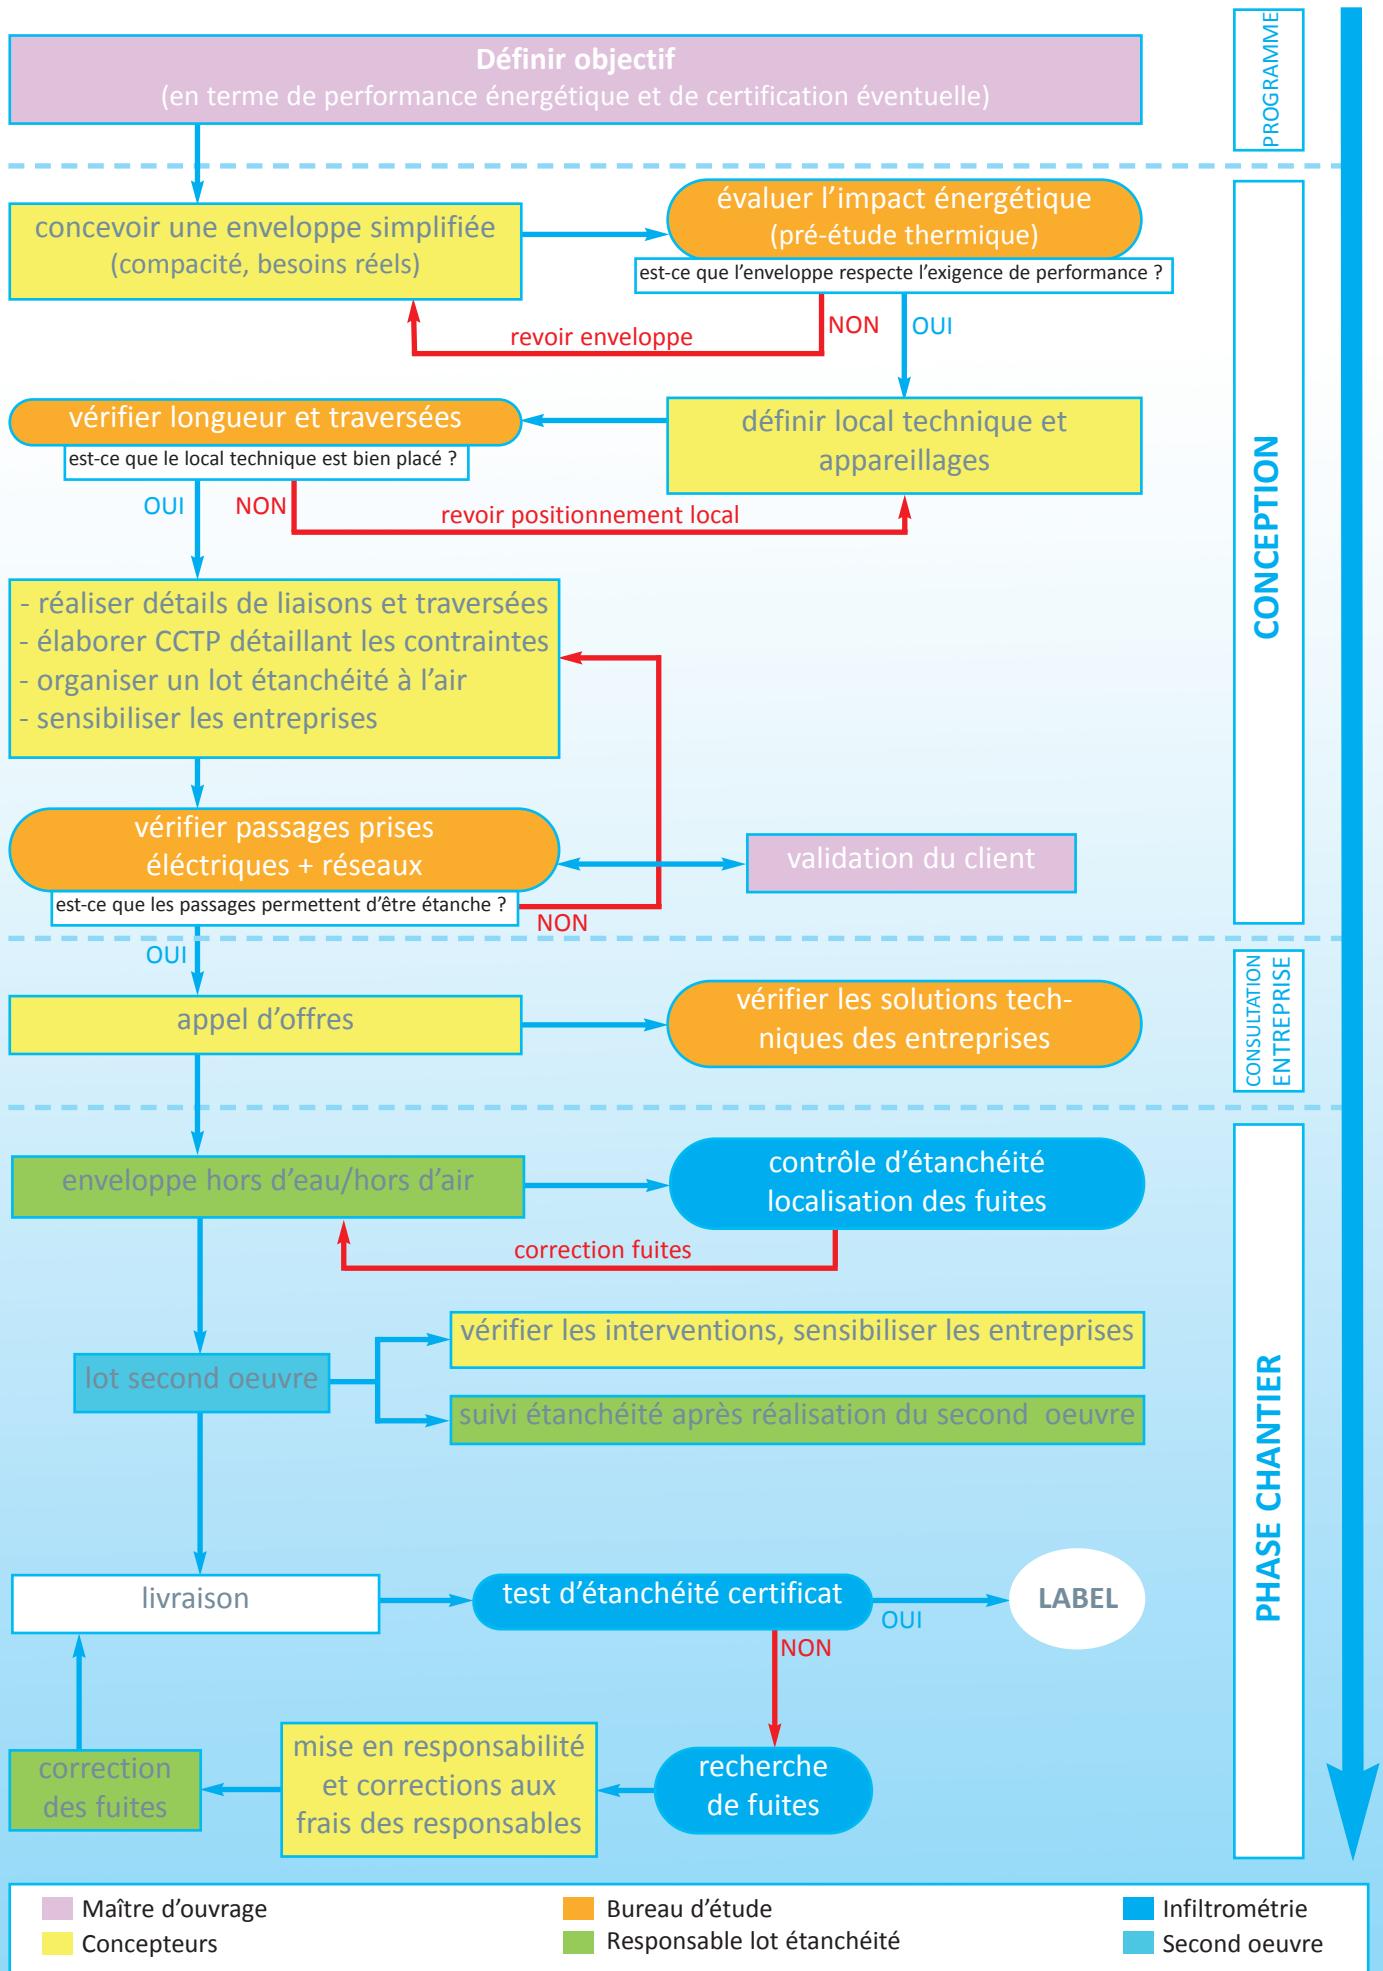 Définir objectif
(en terme de performance énergétique et de certification éventuelle)
PROGRAMME
concevoir une enveloppe simplifiée
(compacité, besoins réels)
évaluer l'impact énergétique
(pré-étude thermique)
est-ce que l'enveloppe respecte l'exigence de performance ?
NON
OUI
revoir enveloppe
vérifier longueur et traversées
est-ce que le local technique est bien placé ?
définir local technique et
appareillages
OUI
NON
revoir positionnement local
CONCEPTION
- réaliser détails de liaisons et traversées
- élaborer CCTP détaillant les contraintes
- organiser un lot étanchéité à l'air
- sensibiliser les entreprises
vérifier passages prises
éléctriques + réseaux
est-ce que les passages permettent d'être étanche ?
validation du client
NON
OUI
appel d'offres
vérifier les solutions tech-
niques des entreprises
CONSULTATION
ENTREPRISE
enveloppe hors d'eau/hors d'air
contrôle d'étanchéité
localisation des fuites
correction fuites
vérifier les interventions, sensibiliser les entreprises
lot second oeuvre
suivi étanchéité après réalisation du second oeuvre
PHASE CHANTIER
livraison
test d'étanchéité certificat
OUI
LABEL
NON
correction
des fuites
mise en responsabilité
et corrections aux
frais des responsables
recherche
de fuites
Maître d'ouvrage
Bureau d'étude
Infiltrométrie
Concepteurs
Responsable lot étanchéité
Second oeuvre